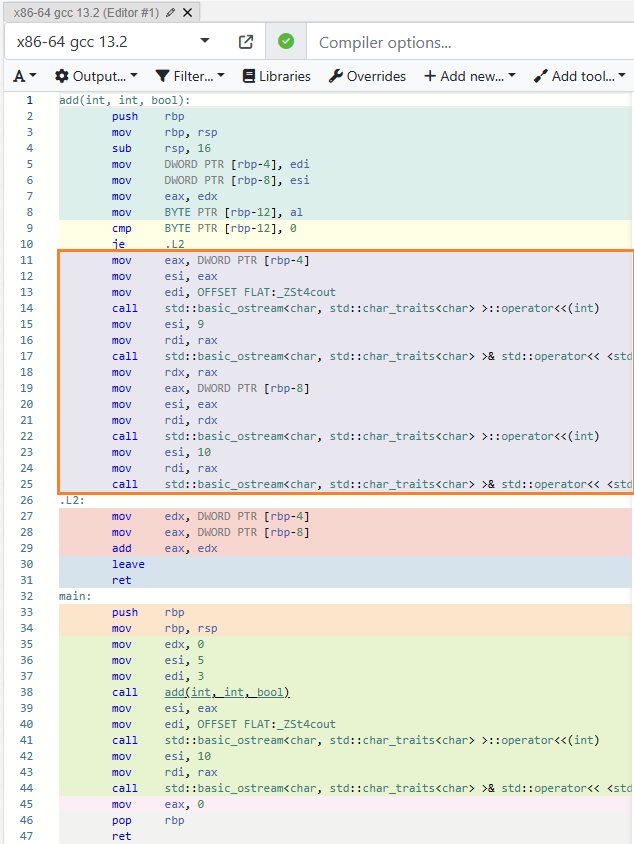 x86-64 gcc 13.2 (Editor #1)
x86-64 gcc 13.2 Compiler options...
A Output... Filter... Libraries Overrides + Add new... Add tool...
1 add(int, int, bool):
2 push rbp
3 mov rbp, rsp
4 sub rsp, 16
5 mov DWORD PTR [rbp-4], edi
6 mov DWORD PTR [rbp-8], esi
7 mov eax, edx
8 mov BYTE PTR [rbp-12], al
9 cmp BYTE PTR [rbp-12], 0
10 je .L2
11 mov eax, DWORD PTR [rbp-4]
12 mov esi, eax
13 mov edi, OFFSET FLAT:_ZSt4cout
14 call std::basic_ostream<char, std::char_traits<char> >::operator<<(int)
15 mov esi, 9
16 mov rdi, rax
17 call std::basic_ostream<char, std::char_traits<char> >& std::operator<< <std
18 mov rdx, rax
19 mov eax, DWORD PTR [rbp-8]
20 mov esi, eax
21 mov rdi, rdx
22 call std::basic_ostream<char, std::char_traits<char> >::operator<<(int)
23 mov esi, 10
24 mov rdi, rax
25 call std::basic_ostream<char, std::char_traits<char> >& std::operator<< <std
26 .L2:
27 mov edx, DWORD PTR [rbp-4]
28 mov eax, DWORD PTR [rbp-8]
29 add eax, edx
30 leave
31 ret
32 main:
33 push rbp
34 mov rbp, rsp
35 mov edx, 0
36 mov esi, 5
37 mov edi, 3
38 call add(int, int, bool)
39 mov esi, eax
40 mov edi, OFFSET FLAT:_ZSt4cout
41 call std::basic_ostream<char, std::char_traits<char> >::operator<<(int)
42 mov esi, 10
43 mov rdi, rax
44 call std::basic_ostream<char, std::char_traits<char> >& std::operator<< <std
45 mov eax, 0
46 pop rbp
47 ret